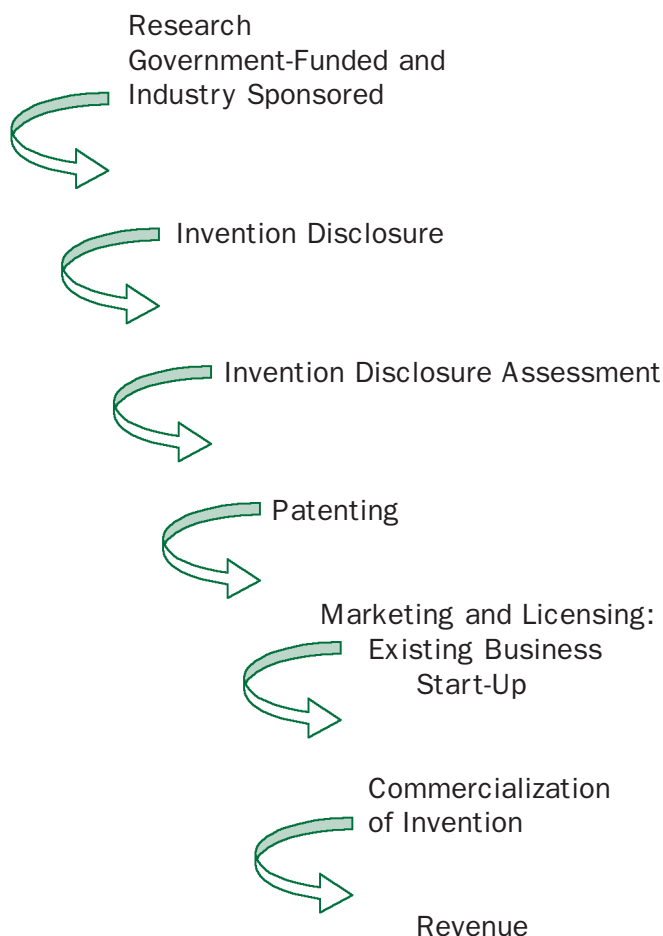 Research
Government-Funded and
Industry Sponsored
Invention Disclosure
Invention Disclosure Assessment
Patenting
Marketing and Licensing:
Existing Business
Start-Up
Commercialization
of Invention
Revenue